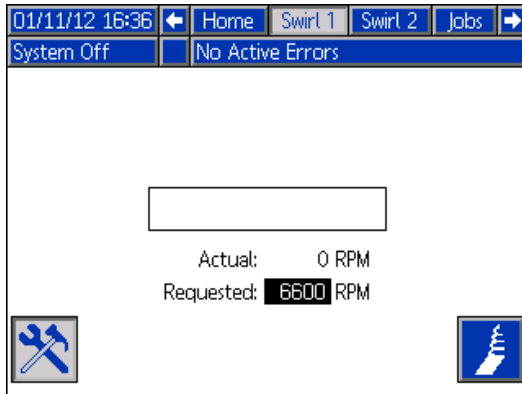 01/11/12 16:36 Home Swirl 1 Swirl 2 Jobs
System Off No Active Errors
Actual: 0 RPM
Requested: 6600 RPM